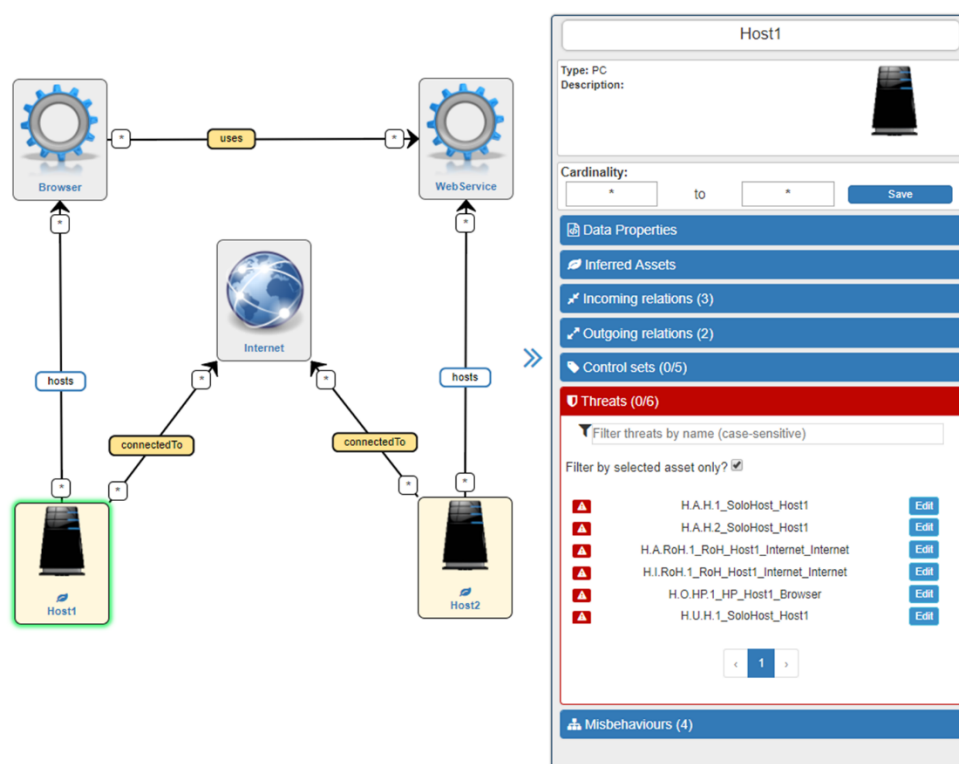 Browser
*
uses
*
WebService
*
*
Internet
hosts
hosts
*
*
connectedTo
connectedTo
*
*
*
*
Host1
Host2
Host1
Type: PC
Description:
Cardinality:
* to * Save
Data Properties
Inferred Assets
Incoming relations (3)
Outgoing relations (2)
Control sets (0/5)
Threats (0/6)
Filter threats by name (case-sensitive)
Filter by selected asset only?
H.A.H.1_SoloHost_Host1 Edit
H.A.H.2_SoloHost_Host1 Edit
H.A.RoH.1_RoH_Host1_Internet_Internet Edit
H.I.RoH.1_RoH_Host1_Internet_Internet Edit
H.O.HP.1_HP_Host1_Browser Edit
H.U.H.1_SoloHost_Host1 Edit
‹ 1 ›
Misbehaviours (4)